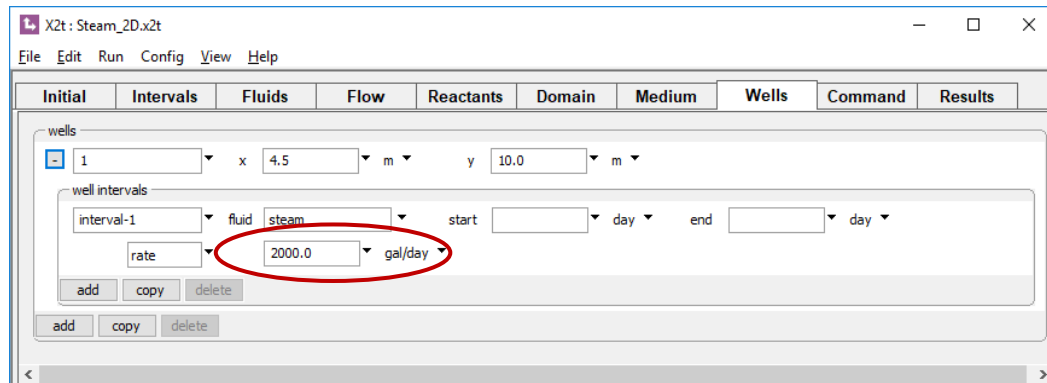 X2t : Steam_2D.x2t
File Edit Run Config View Help
Initial Intervals Fluids Flow Reactants Domain Medium Wells Command Results
wells
- 1 x 4.5 m y 10.0 m
well intervals
interval-1 fluid steam start day end day
rate 2000.0 gal/day
add copy delete
add copy delete